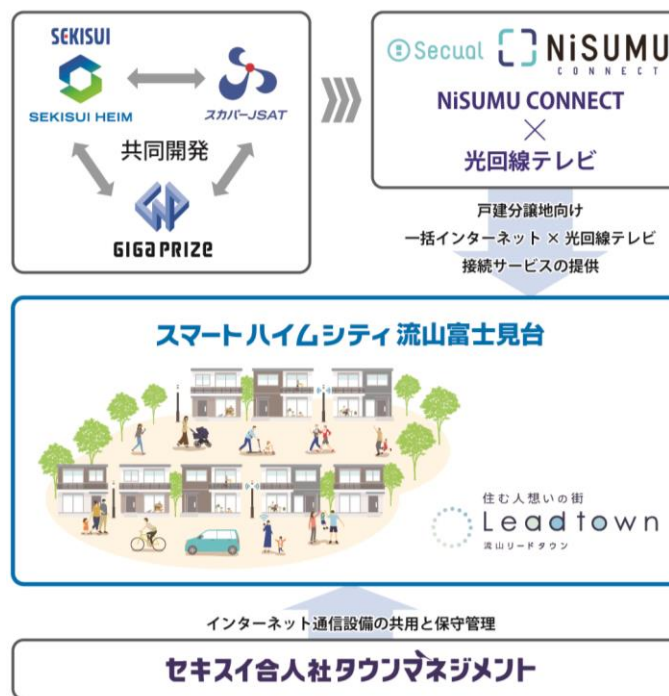 SEKISUI
SEKISUI HEIM
スカパーJSAT
共同開発
GIGA PRIZE
Secual
NiSUMU
CONNECT
NiSUMU CONNECT
×
光回線テレビ
戸建分譲地向け
一括インターネット × 光回線テレビ
接続サービスの提供
スマートハイムシティ 流山富士見台
住む人想いの街
Leadtown
流山リードタウン
インターネット通信設備の共用と保守管理
セキスイ合人社タウンマネジメント